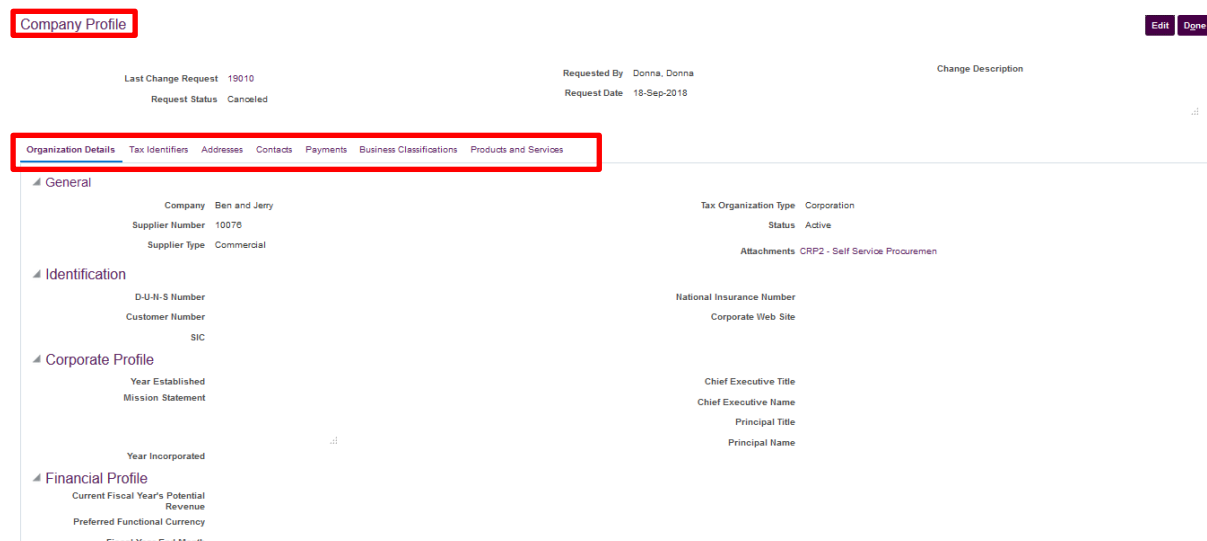 Company Profile
Edit Done
Last Change Request 19010
Request Status Canceled
Requested By Donna, Donna
Request Date 18-Sep-2018
Change Description
Organization Details Tax Identifiers Addresses Contacts Payments Business Classifications Products and Services
General
Company Ben and Jerry
Supplier Number 10076
Supplier Type Commercial
Tax Organization Type Corporation
Status Active
Attachments CRP2 - Self Service Procuremen
Identification
D-U-N-S Number
Customer Number
SIC
National Insurance Number
Corporate Web Site
Corporate Profile
Year Established
Mission Statement
Year Incorporated
Chief Executive Title
Chief Executive Name
Principal Title
Principal Name
Financial Profile
Current Fiscal Year's Potential
Revenue
Preferred Functional Currency
Fiscal Year End Month